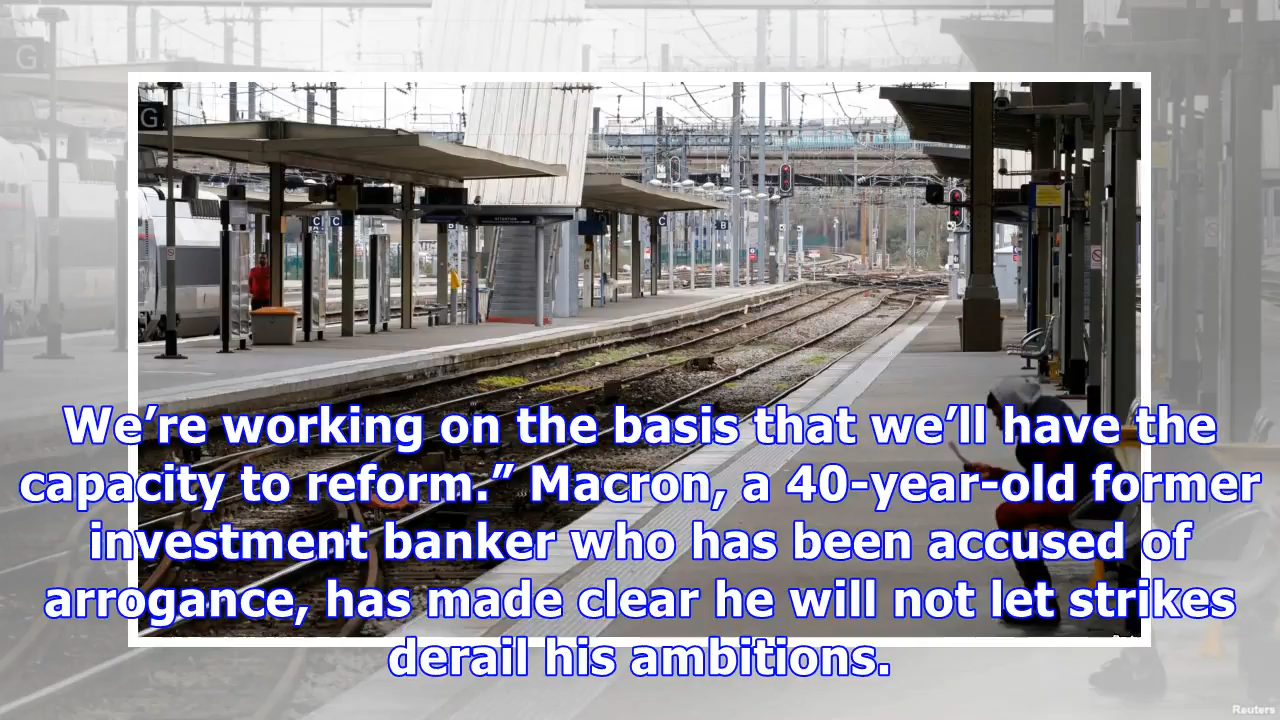 G
G
C
C
C
B
We’re working on the basis that we’ll have the
capacity to reform.” Macron, a 40-year-old former
investment banker who has been accused of
arrogance, has made clear he will not let strikes
derail his ambitions.
Reuters